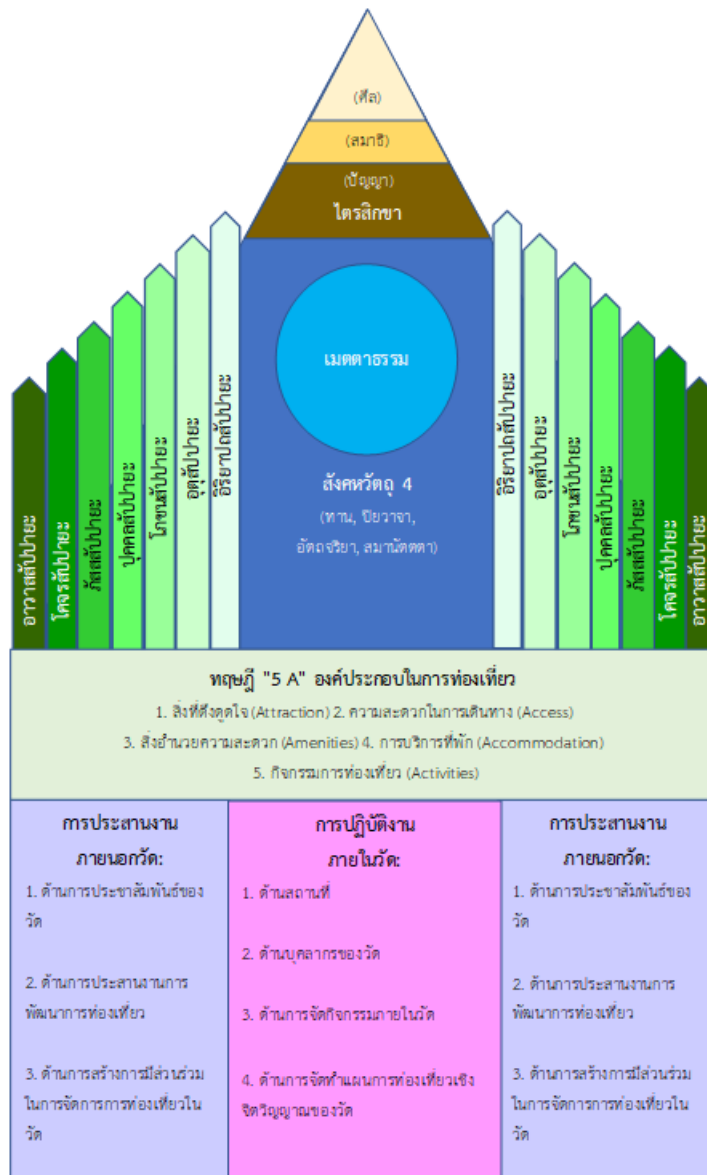 (ศีล)
(สมาธิ)
(ปัญญา)
ไตรสิกขา
เมตตาธรรม
สังคหวัตถุ 4
(ทาน, ปิยวาจา,
อัตถจริยา, สมานัตตตา)
อาวาสสัปปายะ
โคจรสัปปายะ
ภัสสสัปปายะ
ปุคคลสัปปายะ
โภชนสัปปายะ
อุตุสัปปายะ
อิริยาปถสัปปายะ
อิริยาปถสัปปายะ
อุตุสัปปายะ
โภชนสัปปายะ
ปุคคลสัปปายะ
ภัสสสัปปายะ
โคจรสัปปายะ
อาวาสสัปปายะ
ทฤษฎี "5 A" องค์ประกอบในการท่องเที่ยว
1. สิ่งที่ดึงดูดใจ (Attraction) 2. ความสะดวกในการเดินทาง (Access)
3. สิ่งอำนวยความสะดวก (Amenities) 4. การบริการที่พัก (Accommodation)
5. กิจกรรมการท่องเที่ยว (Activities)
การประสานงาน
ภายนอกวัด:
1. ด้านการประชาสัมพันธ์ของ
วัด
2. ด้านการประสานงานการ
พัฒนาการท่องเที่ยว
3. ด้านการสร้างการมีส่วนร่วม
ในการจัดการการท่องเที่ยวใน
วัด
การปฏิบัติงาน
ภายในวัด:
1. ด้านสถานที่
2. ด้านบุคลากรของวัด
3. ด้านการจัดกิจกรรมภายในวัด
4. ด้านการจัดทำแผนการท่องเที่ยวเชิง
จิตวิญญาณของวัด
การประสานงาน
ภายนอกวัด:
1. ด้านการประชาสัมพันธ์ของ
วัด
2. ด้านการประสานงานการ
พัฒนาการท่องเที่ยว
3. ด้านการสร้างการมีส่วนร่วม
ในการจัดการการท่องเที่ยวใน
วัด